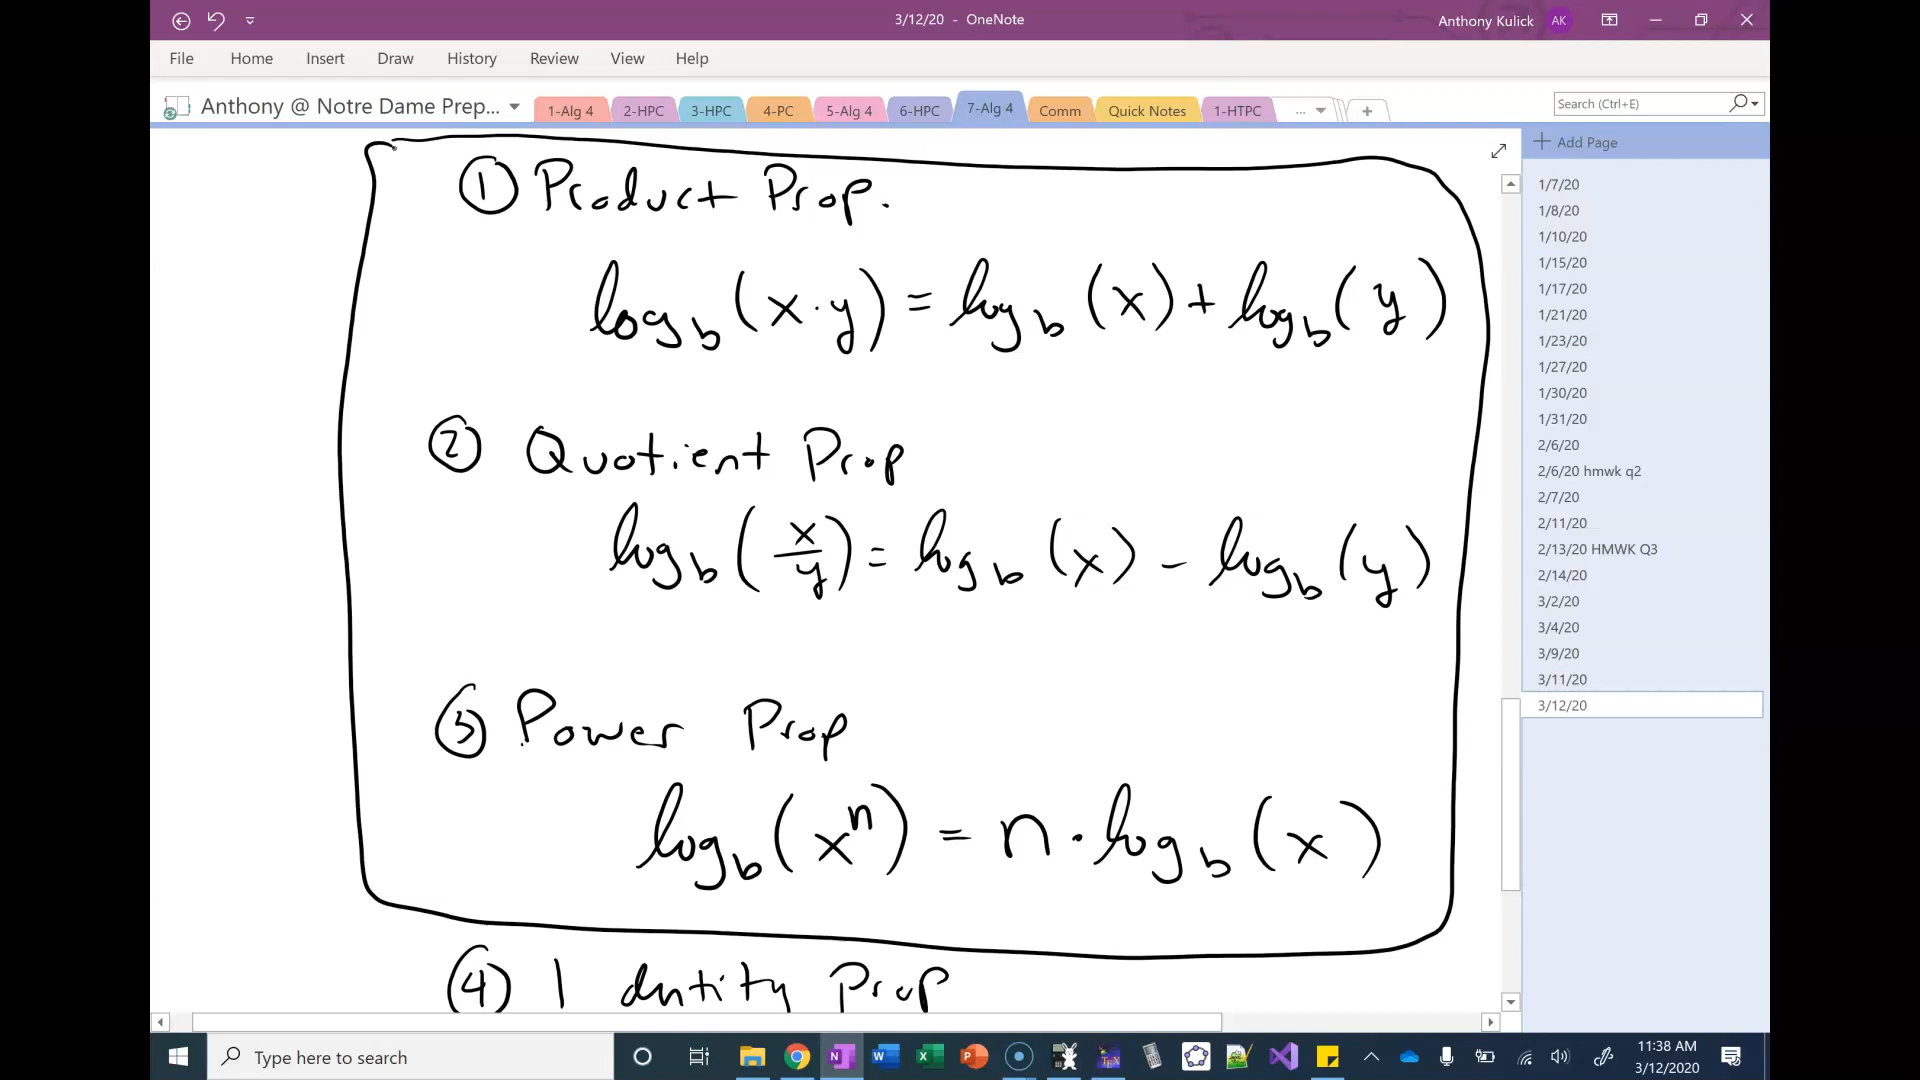 3/12/20 - OneNote
Anthony Kulick AK
File Home Insert Draw History Review View Help
Anthony @ Notre Dame Prep... 1-Alg 4 2-HPC 3-HPC 4-PC 5-Alg 4 6-HPC 7-Alg 4 Comm Quick Notes 1-HTPC ... +
Search (Ctrl+E)
① Product Prop.
log_b (x·y) = log_b (x) + log_b (y)
② Quotient Prop
log_b (x/y) = log_b (x) - log_b (y)
③ Power Prop
log_b (x^n) = n·log_b (x)
④ Identity Prop
+ Add Page
1/7/20
1/8/20
1/10/20
1/15/20
1/17/20
1/21/20
1/23/20
1/27/20
1/30/20
1/31/20
2/6/20
2/6/20 hmwk q2
2/7/20
2/11/20
2/13/20 HMWK Q3
2/14/20
3/2/20
3/4/20
3/9/20
3/11/20
3/12/20
Type here to search
11:38 AM
3/12/2020